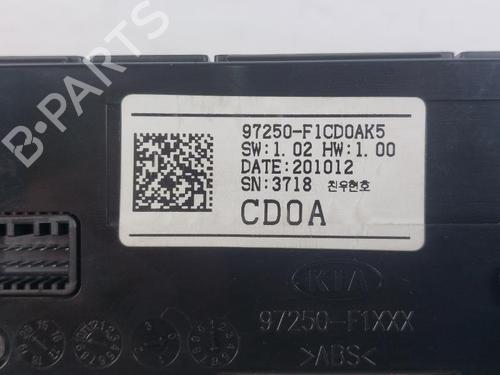 97250-F1CD0AK5
SW:1.02 HW:1.00
DATE:201012
SN:3718 친우현호
CD0A
KIA
97250-F1XXX
>ABS<